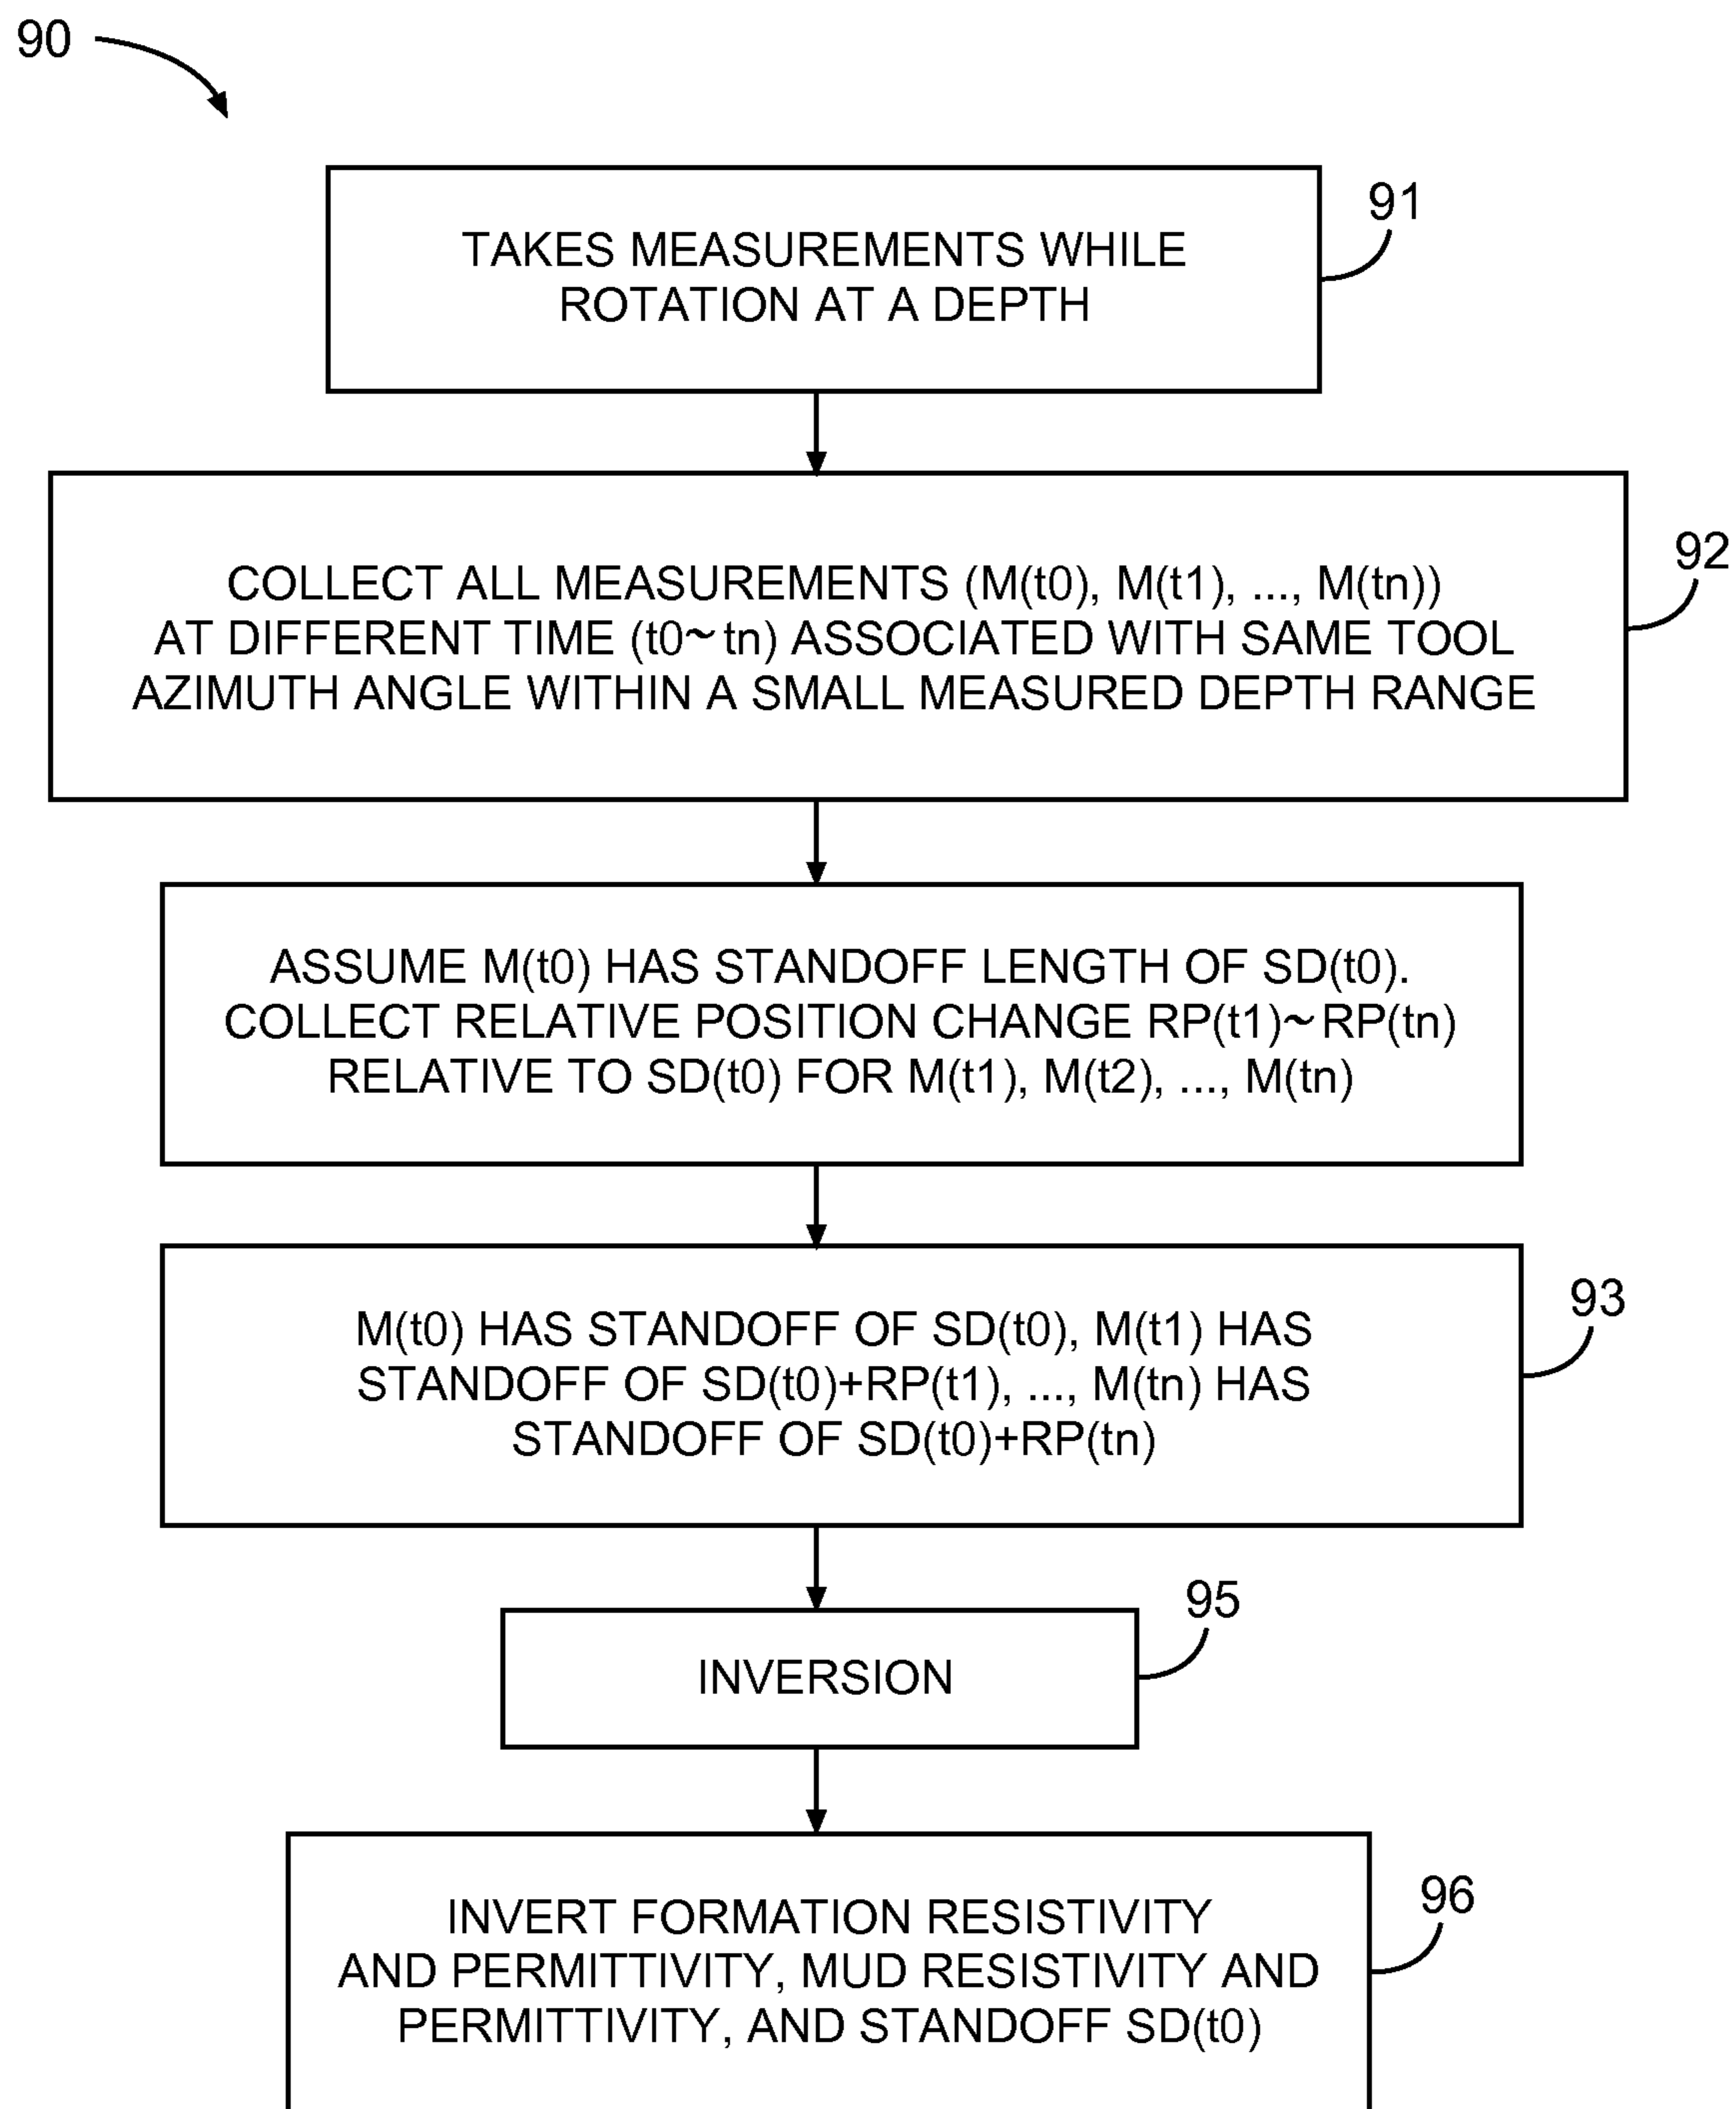 90
91
TAKES MEASUREMENTS WHILE
ROTATION AT A DEPTH
92
COLLECT ALL MEASUREMENTS (M(t0), M(t1), ..., M(tn))
AT DIFFERENT TIME (t0~tn) ASSOCIATED WITH SAME TOOL
AZIMUTH ANGLE WITHIN A SMALL MEASURED DEPTH RANGE
ASSUME M(t0) HAS STANDOFF LENGTH OF SD(t0).
COLLECT RELATIVE POSITION CHANGE RP(t1)~RP(tn)
RELATIVE TO SD(t0) FOR M(t1), M(t2), ..., M(tn)
93
M(t0) HAS STANDOFF OF SD(t0), M(t1) HAS
STANDOFF OF SD(t0)+RP(t1), ..., M(tn) HAS
STANDOFF OF SD(t0)+RP(tn)
95
INVERSION
96
INVERT FORMATION RESISTIVITY
AND PERMITTIVITY, MUD RESISTIVITY AND
PERMITTIVITY, AND STANDOFF SD(t0)